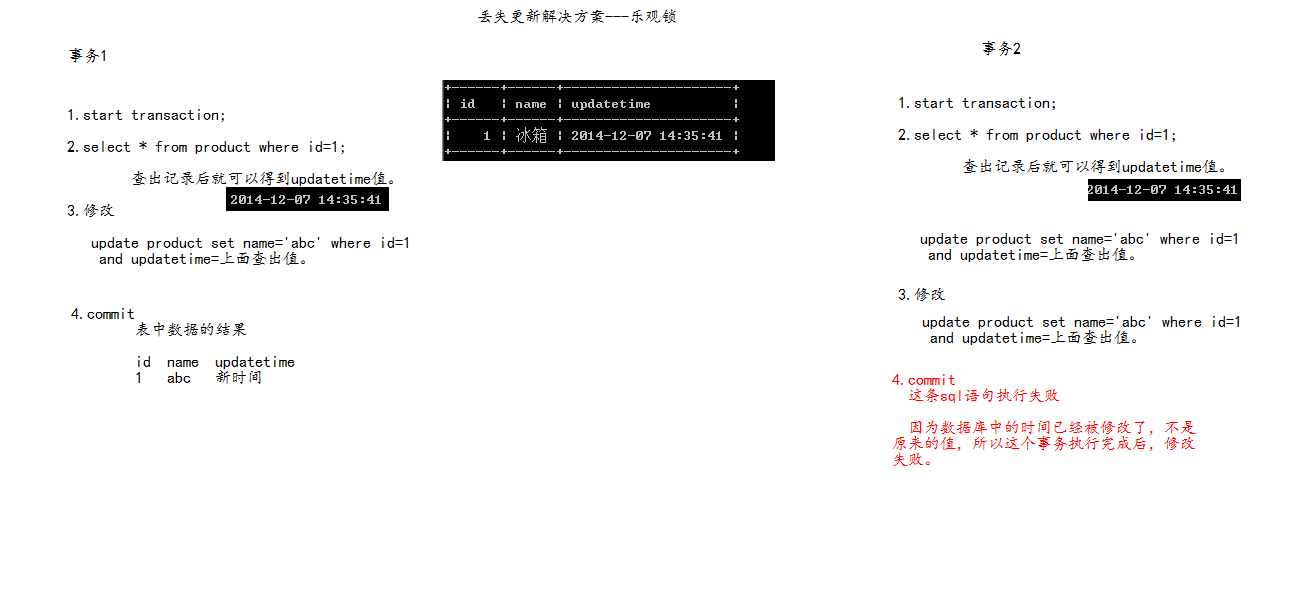 丢失更新解决方案---乐观锁
事务1
1.start transaction;
2.select * from product where id=1;
查出记录后就可以得到updatetime值。
2014-12-07 14:35:41
3.修改
update product set name='abc' where id=1
and updatetime=上面查出值。
4.commit
表中数据的结果
id name updatetime
1 abc 新时间
+------+------+---------------------+
| id | name | updatetime |
+------+------+---------------------+
| 1 | 冰箱 | 2014-12-07 14:35:41 |
+------+------+---------------------+
事务2
1.start transaction;
2.select * from product where id=1;
查出记录后就可以得到updatetime值。
2014-12-07 14:35:41
update product set name='abc' where id=1
and updatetime=上面查出值。
3.修改
update product set name='abc' where id=1
and updatetime=上面查出值。
4.commit
这条sql语句执行失败
因为数据库中的时间已经被修改了，不是
原来的值，所以这个事务执行完成后，修改
失败。